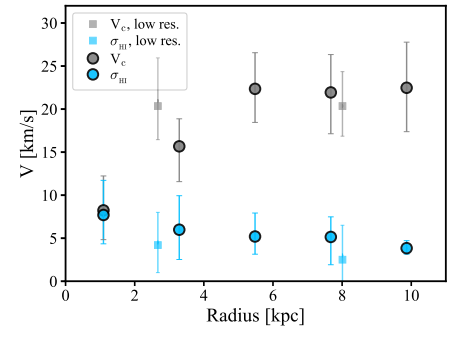 30
25
20
15
10
5
0
V [km/s]
V_c, low res.
σ_HI, low res.
V_c
σ_HI
0 2 4 6 8 10
Radius [kpc]